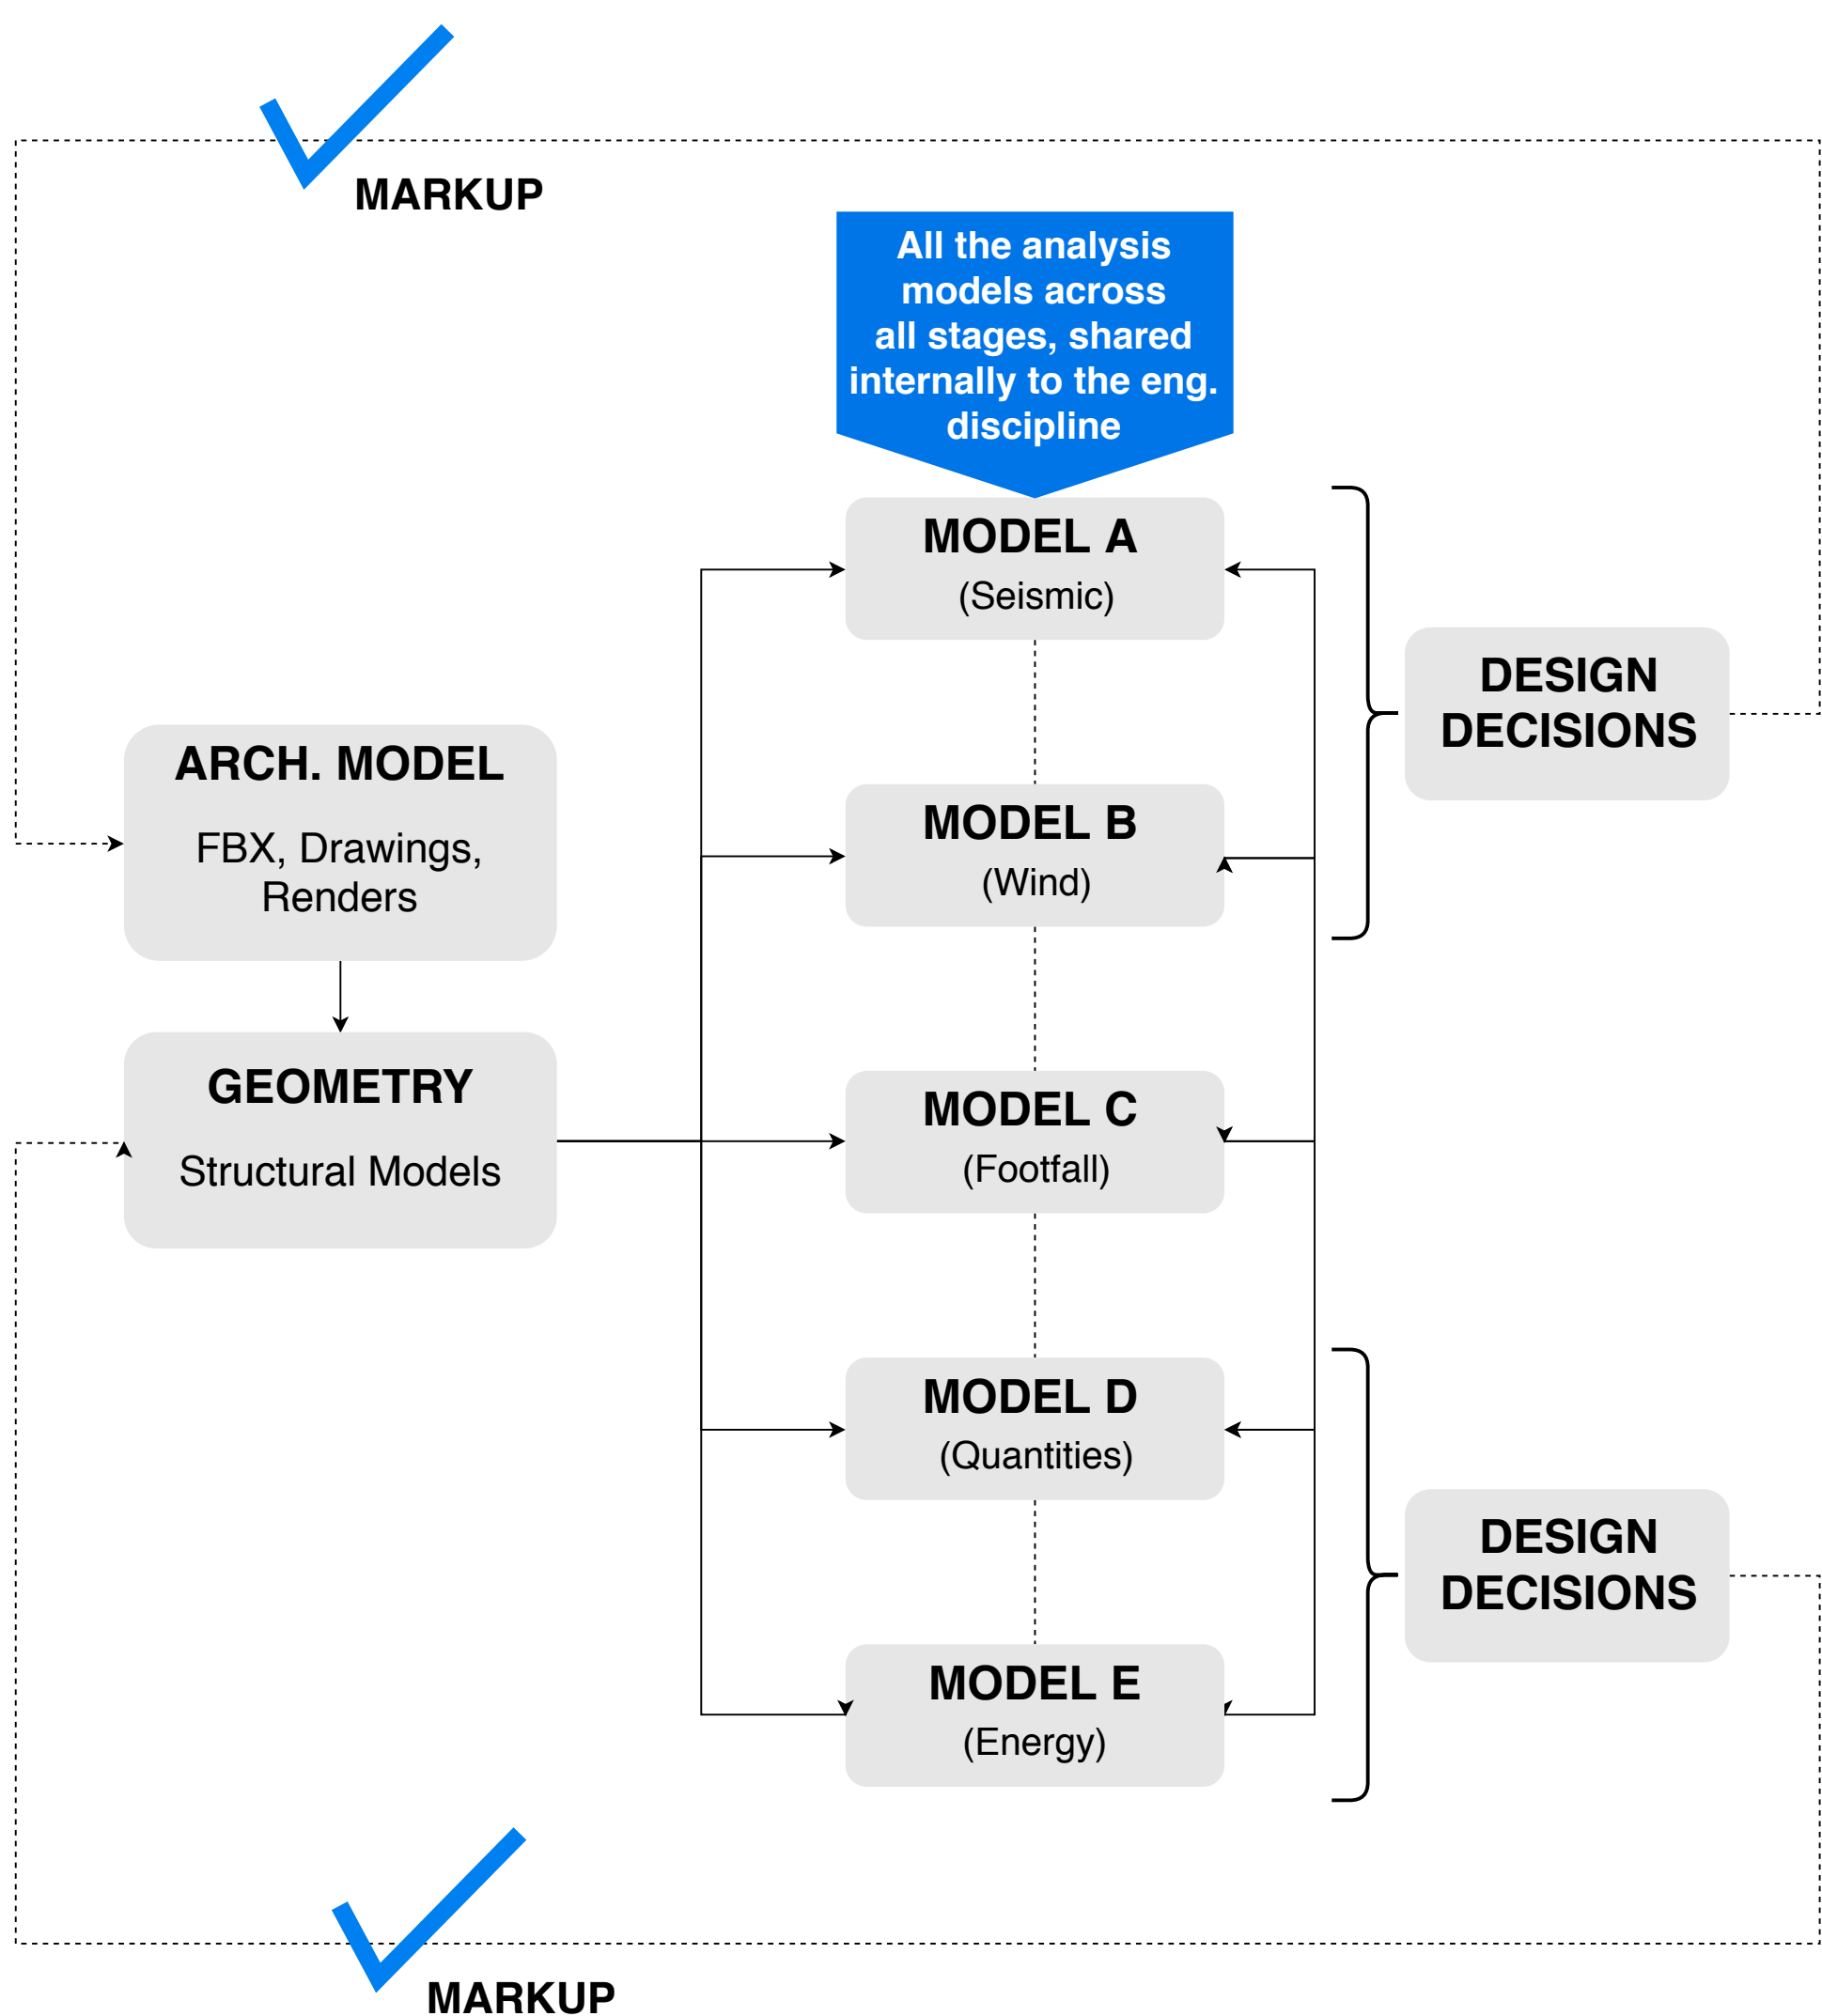 MARKUP
All the analysis
models across
all stages, shared
internally to the eng.
discipline
MODEL A
(Seismic)
DESIGN
DECISIONS
ARCH. MODEL
FBX, Drawings,
Renders
MODEL B
(Wind)
GEOMETRY
Structural Models
MODEL C
(Footfall)
MODEL D
(Quantities)
DESIGN
DECISIONS
MODEL E
(Energy)
MARKUP